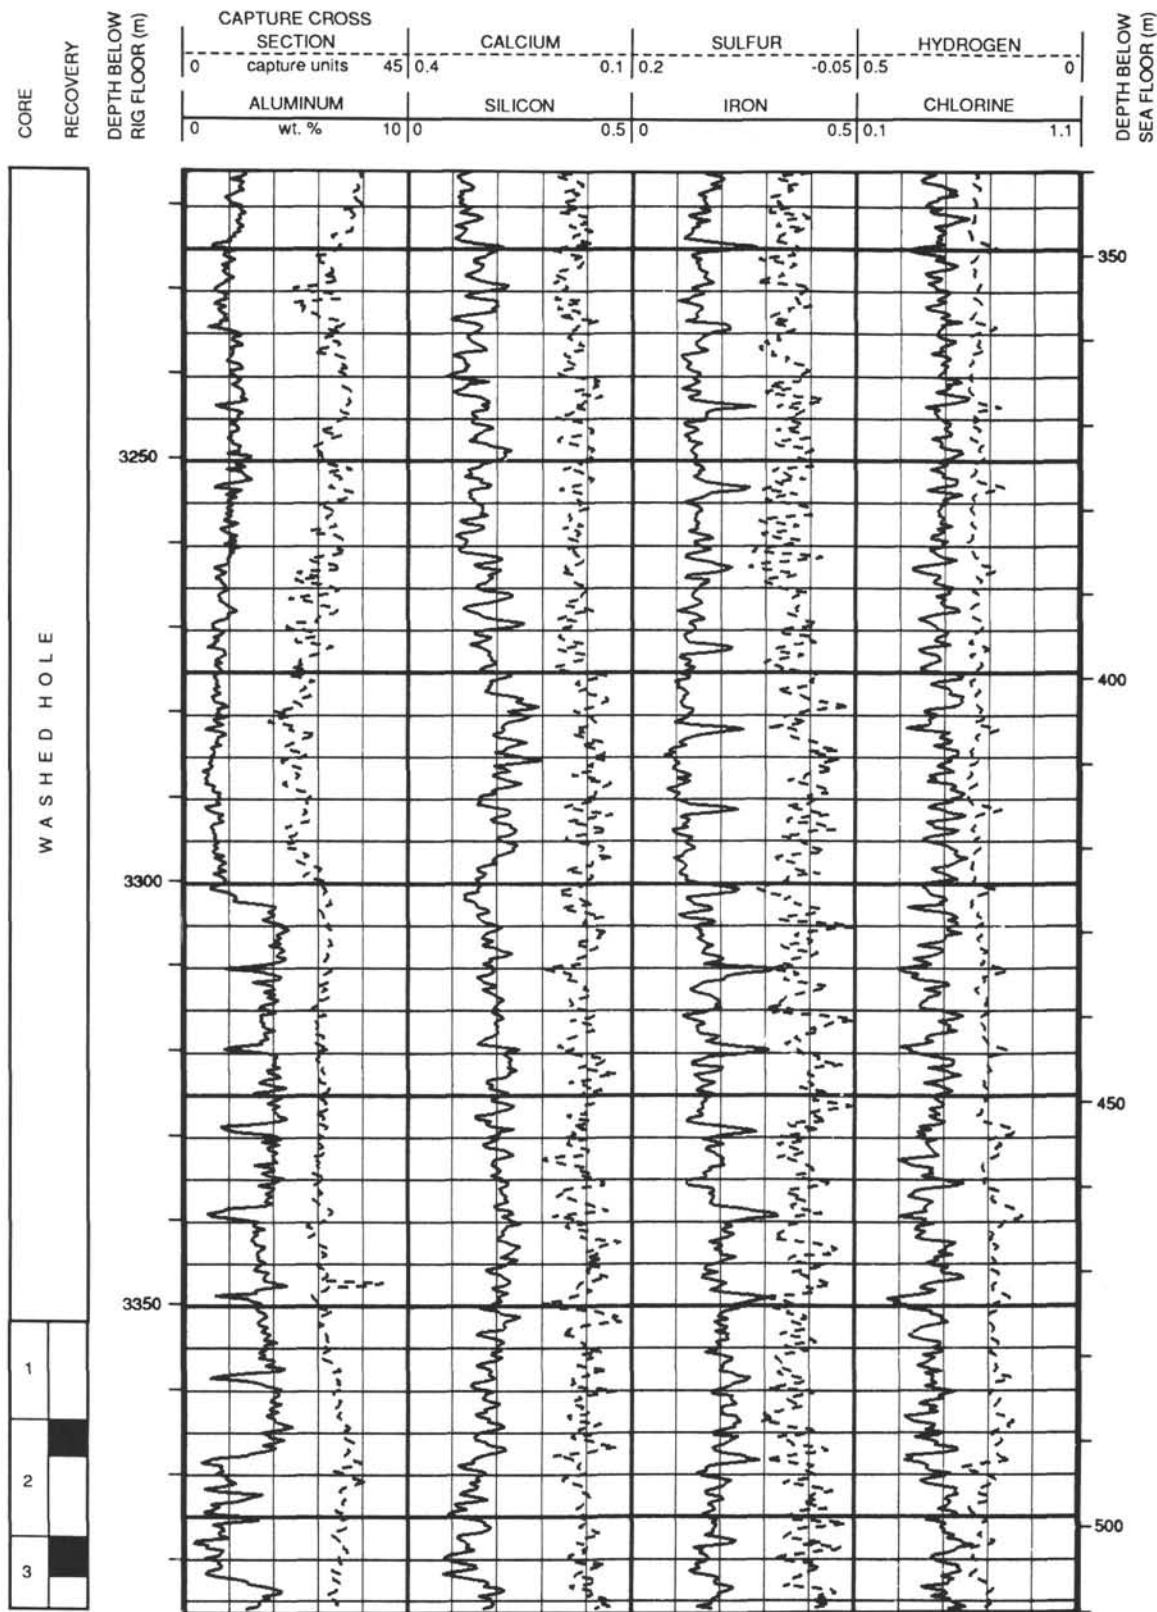 CORE
RECOVERY
DEPTH BELOW
RIG FLOOR (m)
CAPTURE CROSS
SECTION
CALCIUM
SULFUR
HYDROGEN
0 capture units 45
0.4 0.1
0.2 -0.05
0.5 0
ALUMINUM
SILICON
IRON
CHLORINE
0 wt. % 10
0 0.5
0 0.5
0.1 1.1
DEPTH BELOW
SEA FLOOR (m)
350
3250
400
WASHED HOLE
3300
450
3350
1
2
500
3